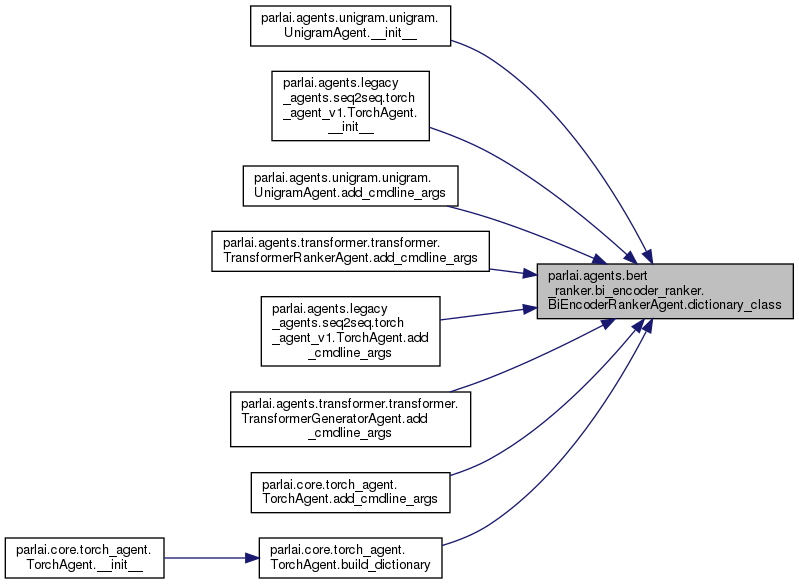 parlai.agents.unigram.unigram.
UnigramAgent.__init__
parlai.agents.legacy
_agents.seq2seq.torch
_agent_v1.TorchAgent.
__init__
parlai.agents.unigram.unigram.
UnigramAgent.add_cmdline_args
parlai.agents.transformer.transformer.
TransformerRankerAgent.add_cmdline_args
parlai.agents.bert
_ranker.bi_encoder_ranker.
BiEncoderRankerAgent.dictionary_class
parlai.agents.legacy
_agents.seq2seq.torch
_agent_v1.TorchAgent.add
_cmdline_args
parlai.agents.transformer.transformer.
TransformerGeneratorAgent.add
_cmdline_args
parlai.core.torch_agent.
TorchAgent.add_cmdline_args
parlai.core.torch_agent.
TorchAgent.__init__
parlai.core.torch_agent.
TorchAgent.build_dictionary